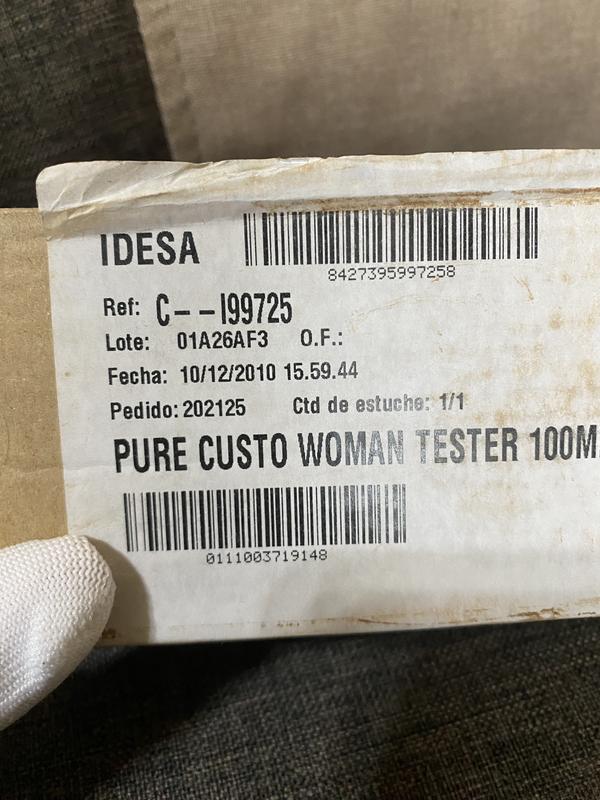 IDESA
8427395997258
Ref: C--I99725
Lote: 01A26AF3 O.F.:
Fecha: 10/12/2010 15.59.44
Pedido: 202125 Ctd de estuche: 1/1
PURE CUSTO WOMAN TESTER 100M
0111003719148